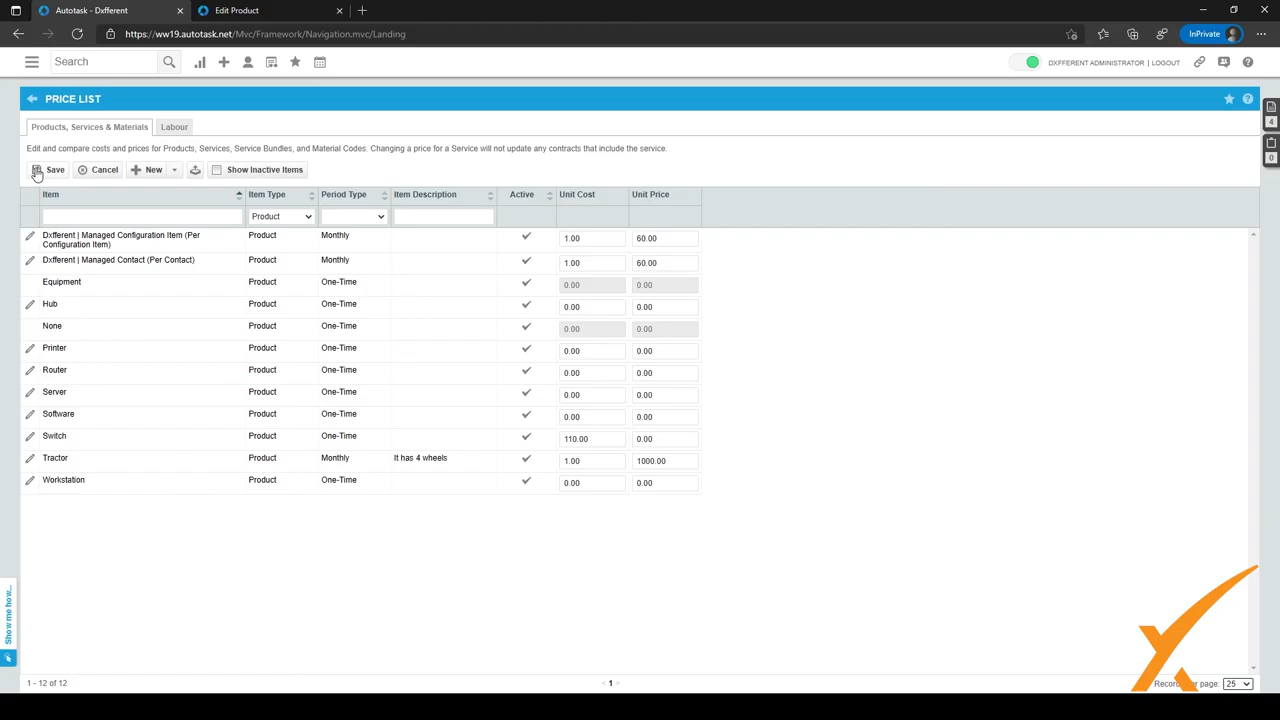 Autotask - Dxfferent
Edit Product
https://ww19.autotask.net/Mvc/Framework/Navigation.mvc/Landing
InPrivate
Search
DXFFERENT ADMINISTRATOR | LOGOUT
PRICE LIST
4
0
Products, Services & Materials
Labour
Edit and compare costs and prices for Products, Services, Service Bundles, and Material Codes. Changing a price for a Service will not update any contracts that include the service.
Save
Cancel
New
Show Inactive Items
Item
Item Type
Period Type
Item Description
Active
Unit Cost
Unit Price
Product
Dxfferent | Managed Configuration Item (Per Configuration Item) Product Monthly 1.00 60.00
Dxfferent | Managed Contact (Per Contact) Product Monthly 1.00 60.00
Equipment Product One-Time 0.00 0.00
Hub Product One-Time 0.00 0.00
None Product One-Time 0.00 0.00
Printer Product One-Time 0.00 0.00
Router Product One-Time 0.00 0.00
Server Product One-Time 0.00 0.00
Software Product One-Time 0.00 0.00
Switch Product One-Time 110.00 0.00
Tractor Product Monthly It has 4 wheels 1.00 1000.00
Workstation Product One-Time 0.00 0.00
Show me how...
1 - 12 of 12
< 1 >
page: 25